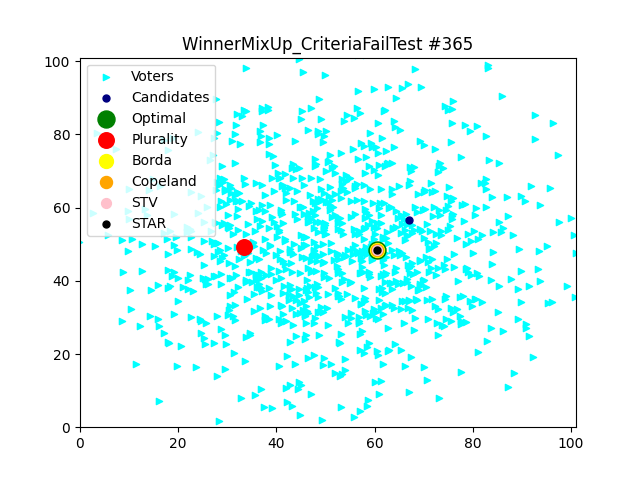 WinnerMixUp_CriteriaFailTest #365
100
80
60
40
20
0
0
20
40
60
80
100
Voters
Candidates
Optimal
Plurality
Borda
Copeland
STV
STAR